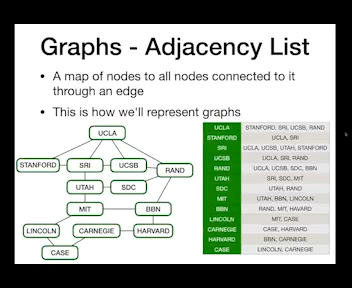 Graphs - Adjacency List
• A map of nodes to all nodes connected to it
through an edge
• This is how we'll represent graphs
UCLA
STANFORD
SRI
UCSB
RAND
UTAH
SDC
MIT
BBN
LINCOLN
CARNEGIE
HARVARD
CASE
UCLA STANFORD, SRI, UCSB, RAND
STANFORD UCLA, SRI
SRI UCLA, UCSB, UTAH, STANFORD
UCSB UCLA, SRI, RAND
RAND UCLA, UCSB, SDC, BBN
UTAH SRI, SDC, MIT
SDC UTAH, RAND
MIT UTAH, BBN, LINCOLN
BBN RAND, MIT, HARVARD
LINCOLN MIT, CASE
CARNEGIE CASE, HARVARD
HARVARD BBN, CARNEGIE
CASE LINCOLN, CARNEGIE